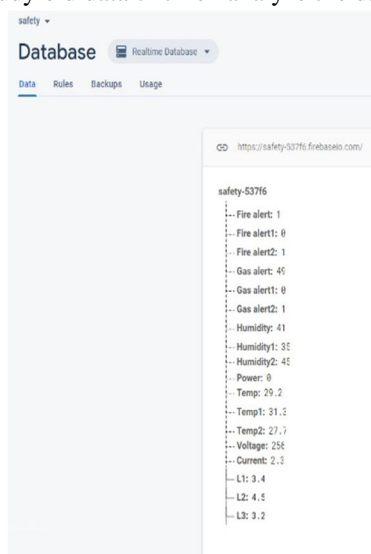 safety
Database
Realtime Database
Data Rules Backups Usage
https://safety-537f6.firebaseio.com/
safety-537f6
Fire alert: 1
Fire alert1: 0
Fire alert2: 1
Gas alert: 49
Gas alert1: 0
Gas alert2: 1
Humidity: 41
Humidity1: 35
Humidity2: 45
Power: 0
Temp: 29.2
Temp1: 31.3
Temp2: 27.7
Voltage: 256
Current: 2.3
L1: 3.4
L2: 4.5
L3: 3.2